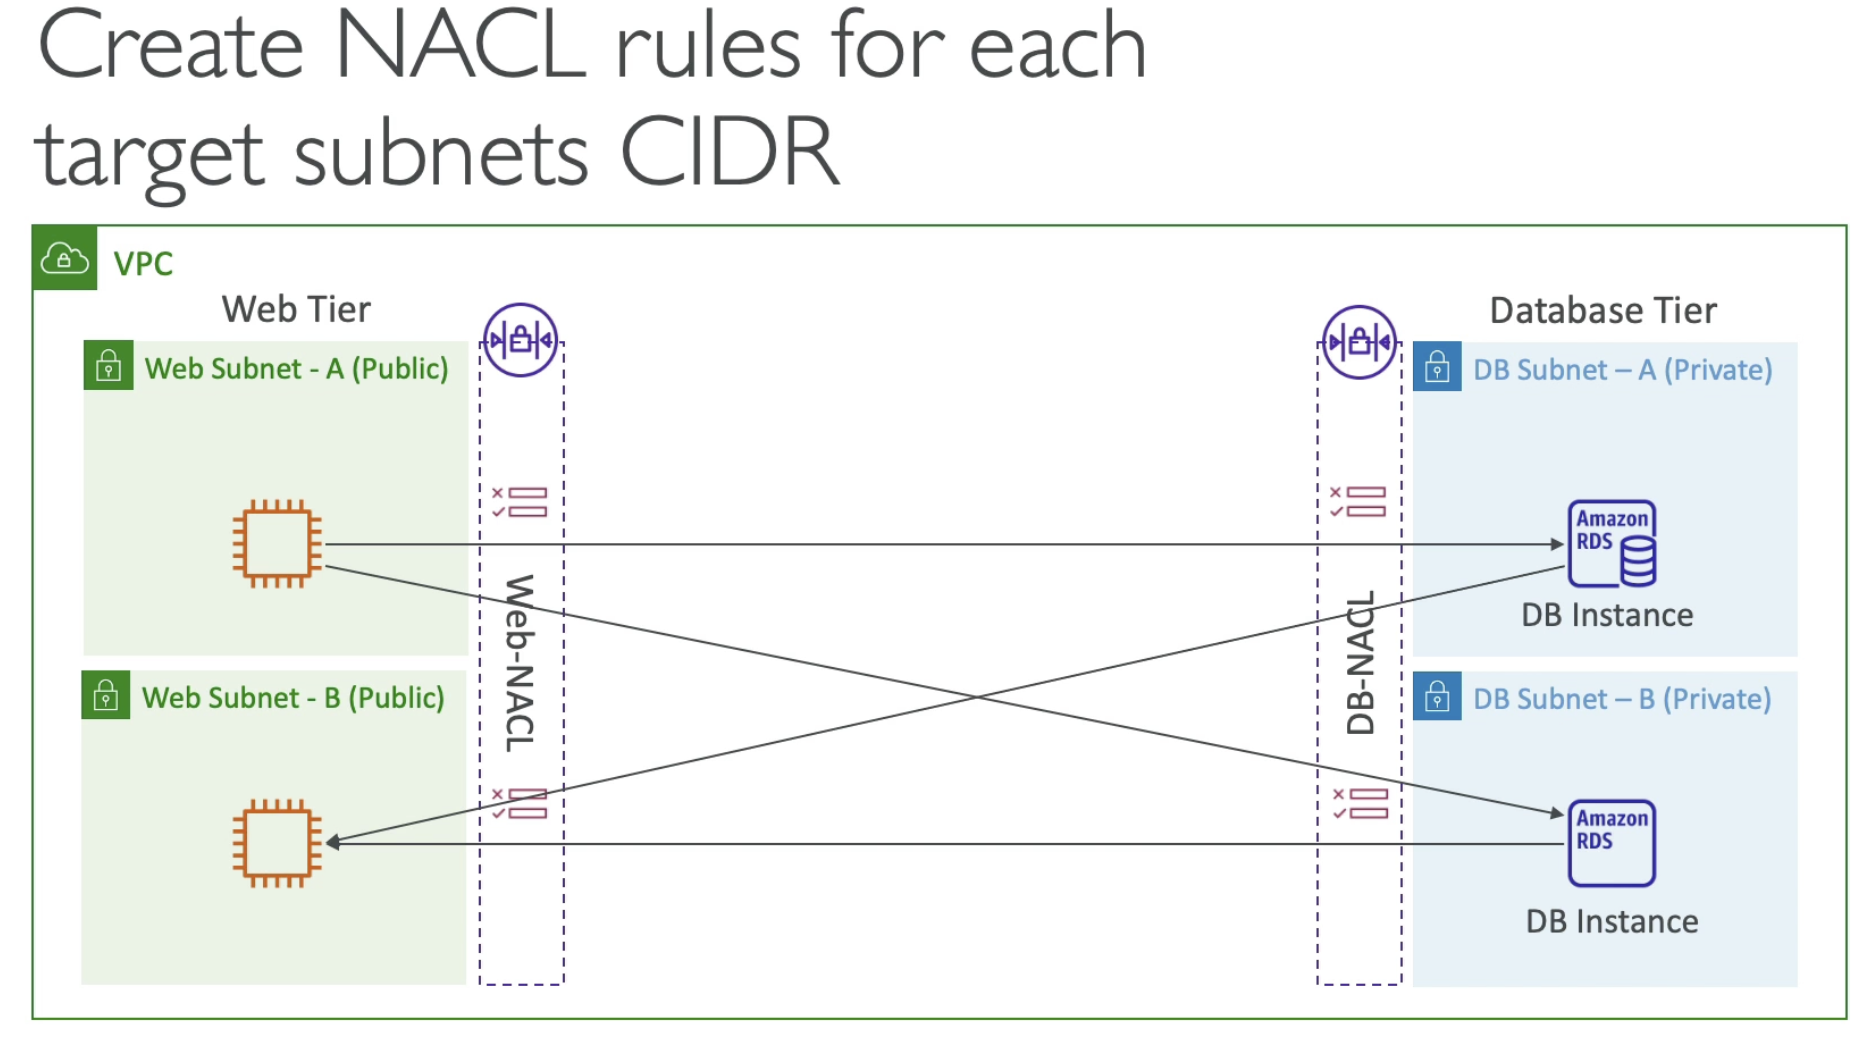 Create NACL rules for each
target subnets CIDR
VPC
Web Tier
Database Tier
Web Subnet - A (Public)
DB Subnet – A (Private)
Amazon
RDS
DB Instance
Web-NACL
DB-NACL
Web Subnet - B (Public)
DB Subnet – B (Private)
Amazon
RDS
DB Instance